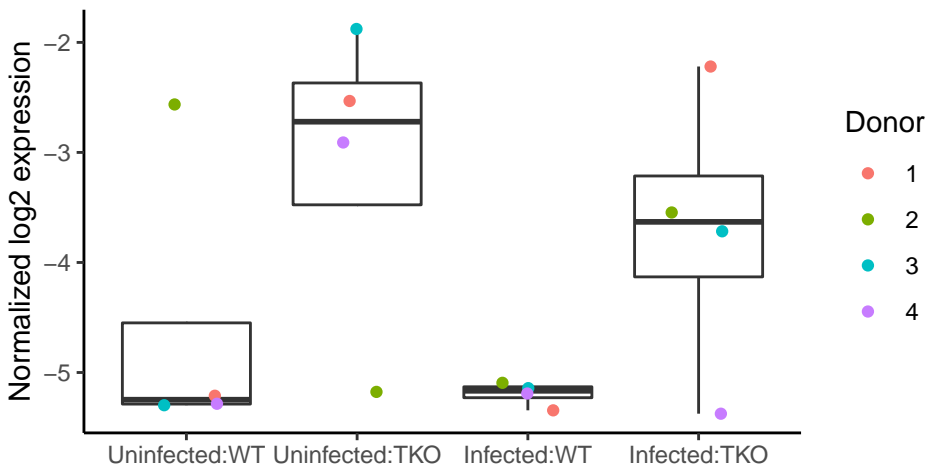 Normalized log2 expression
−2
−3
−4
−5
Uninfected:WT Uninfected:TKO Infected:WT Infected:TKO
Donor
1
2
3
4